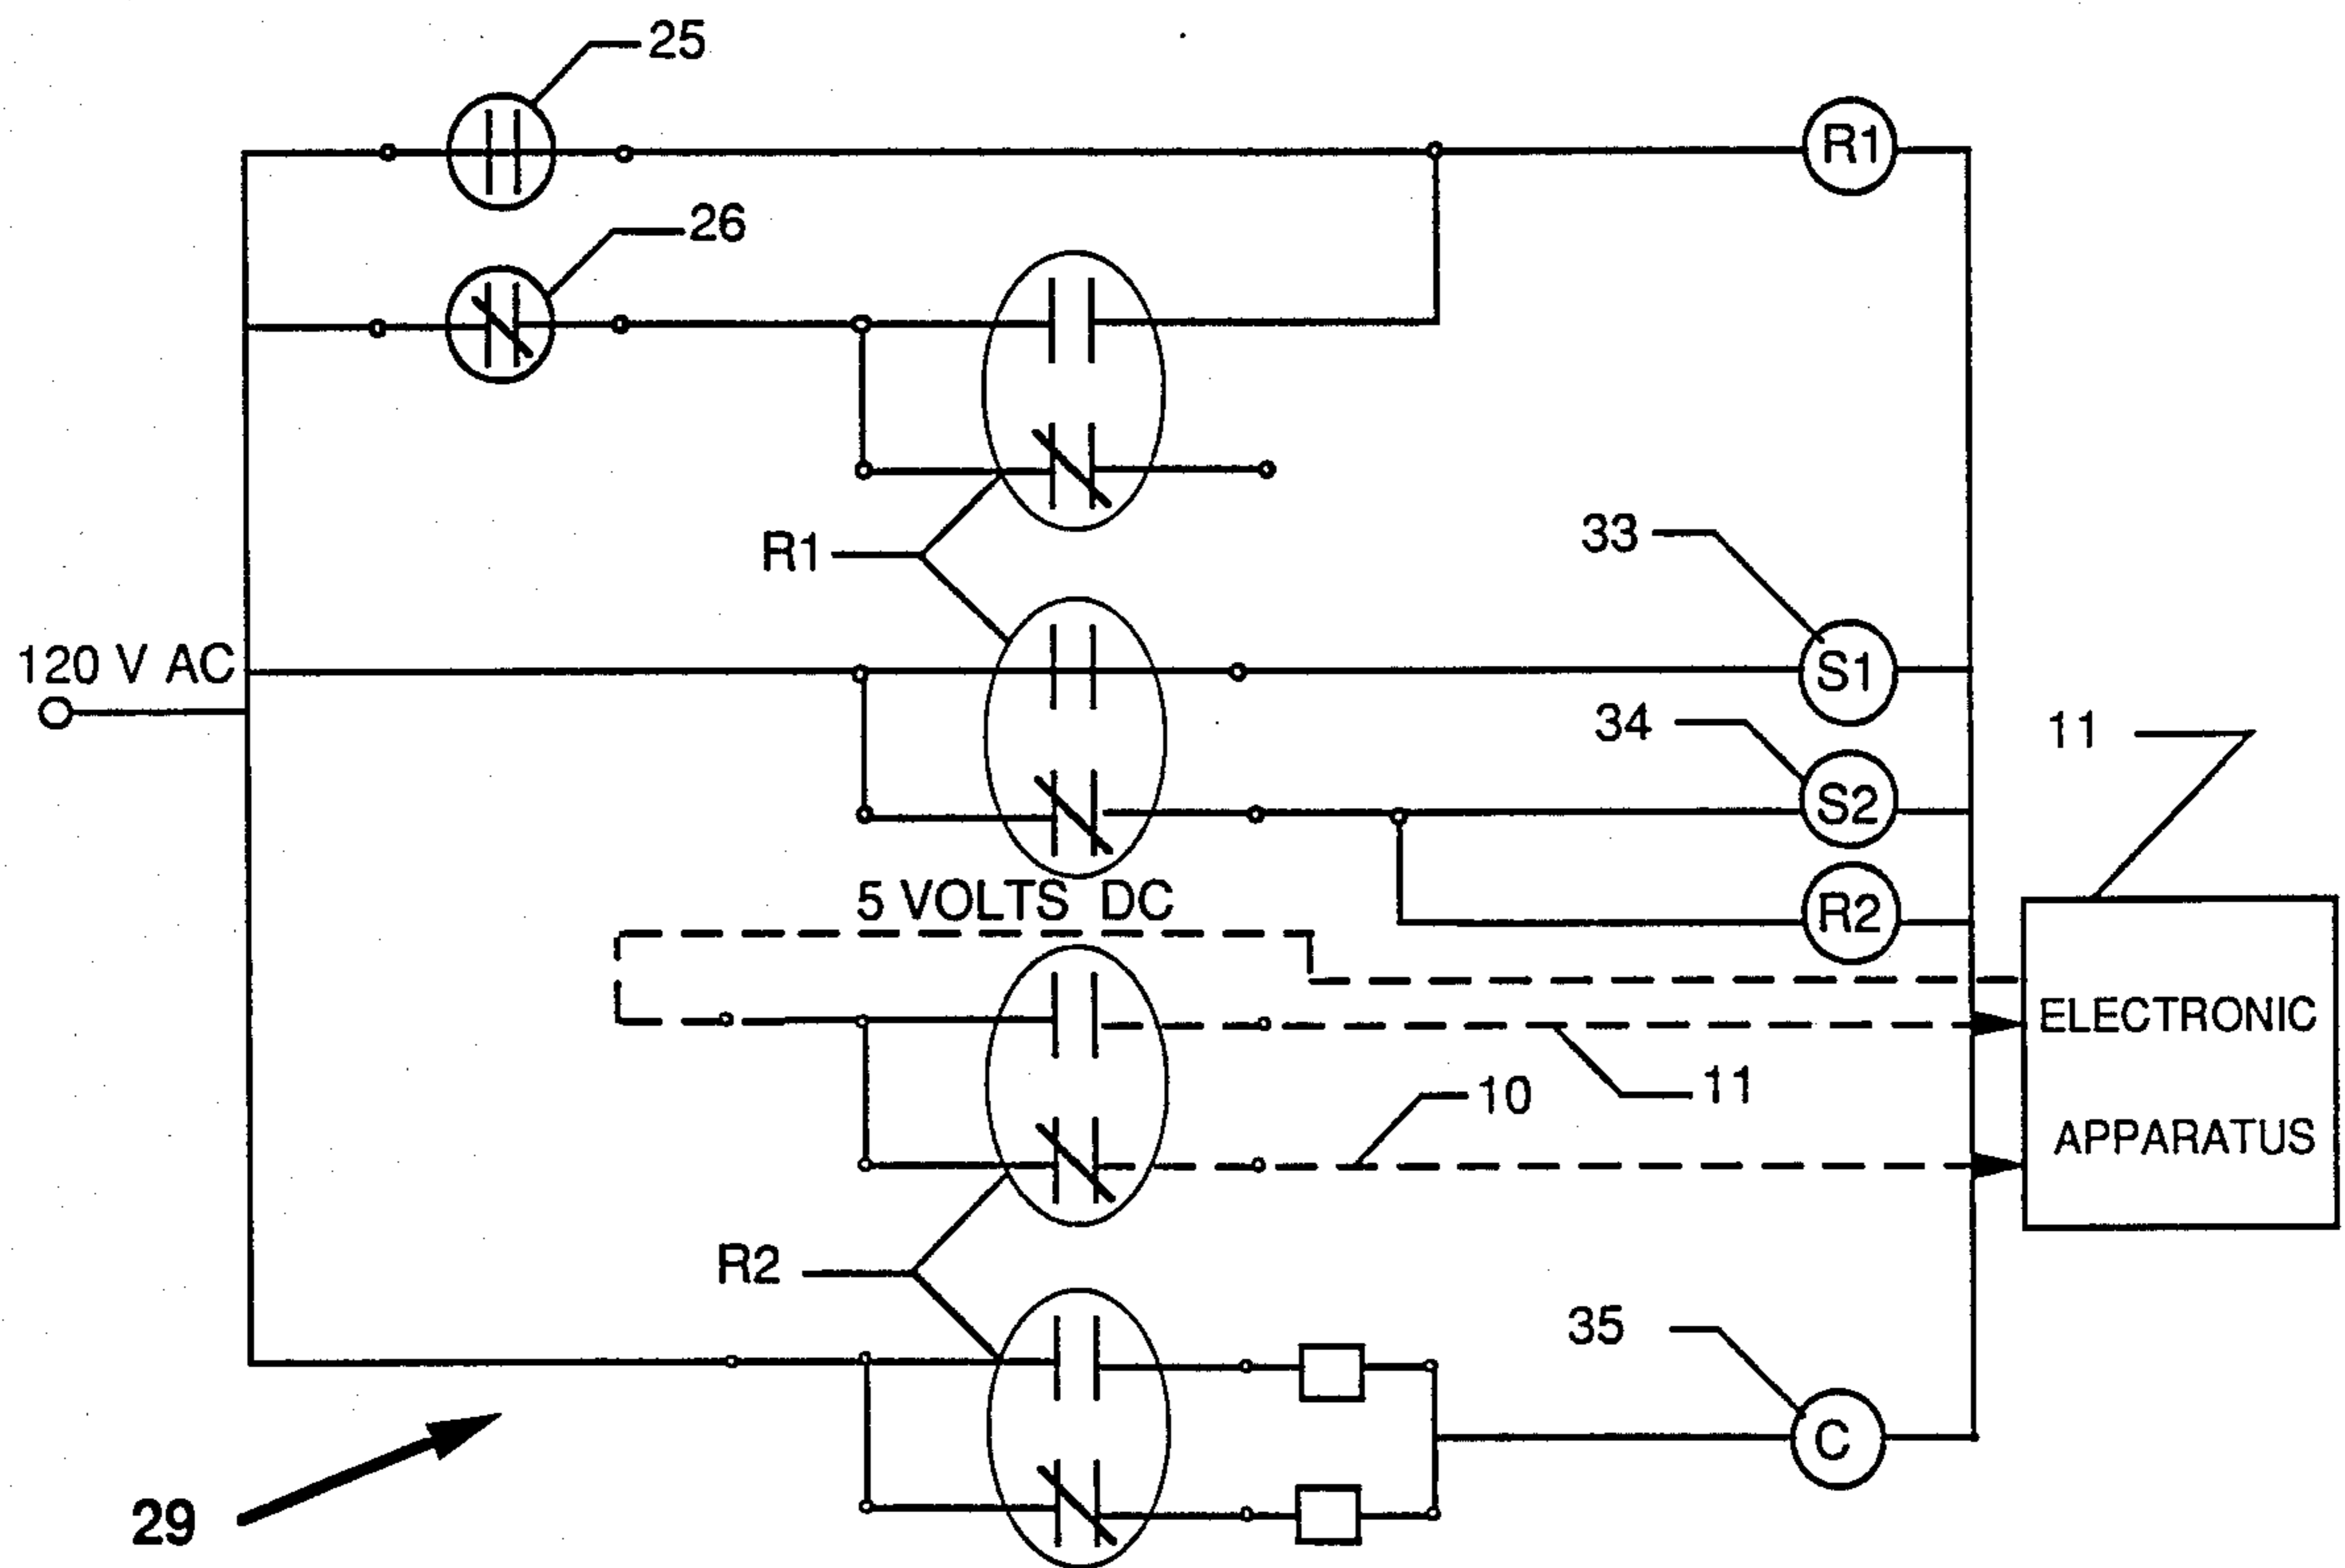 25
R1
26
R1
33
120 V AC
S1
34
11
S2
5 VOLTS DC
R2
ELECTRONIC
11
10
APPARATUS
R2
35
C
29